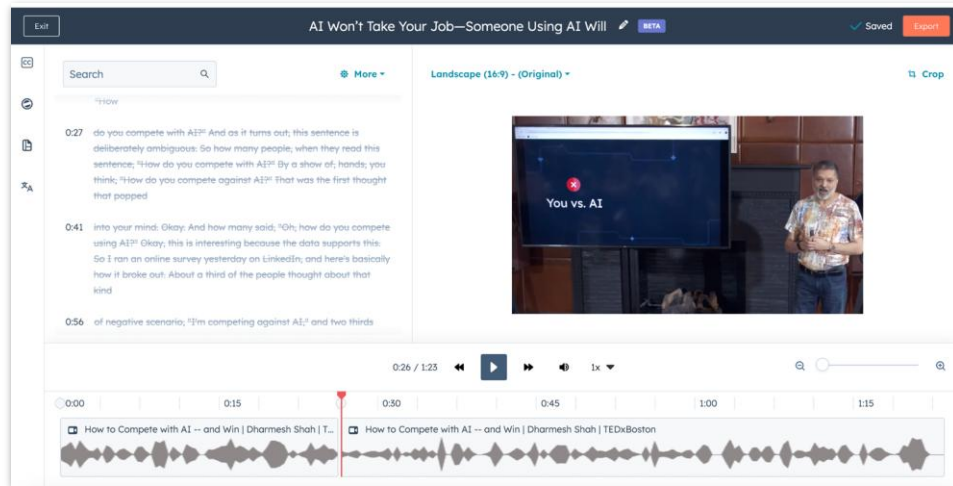 Exit
AI Won't Take Your Job—Someone Using AI Will
BETA
Saved
Export
CC
Search
More
Landscape (16:9) - (Original)
Crop
"How
0:27
do you compete with AI?" And as it turns out, this sentence is
deliberately ambiguous. So how many people, when they read this
sentence, "How do you compete with AI?" By a show of, hands, you
think, "How do you compete against AI?" That was the first thought
that popped
0:41
into your mind. Okay. And how many said, "Oh, how do you compete
using AI?" Okay, this is interesting because the data supports this.
So I ran an online survey yesterday on LinkedIn, and here's basically
how it broke out. About a third of the people thought about that
kind
0:56
of negative scenario, "I'm competing against AI," and two thirds
You vs. AI
0:26 / 1:23
1x
0:00
0:15
0:30
0:45
1:00
1:15
How to Compete with AI -- and Win | Dharmesh Shah | T...
How to Compete with AI -- and Win | Dharmesh Shah | TEDxBoston